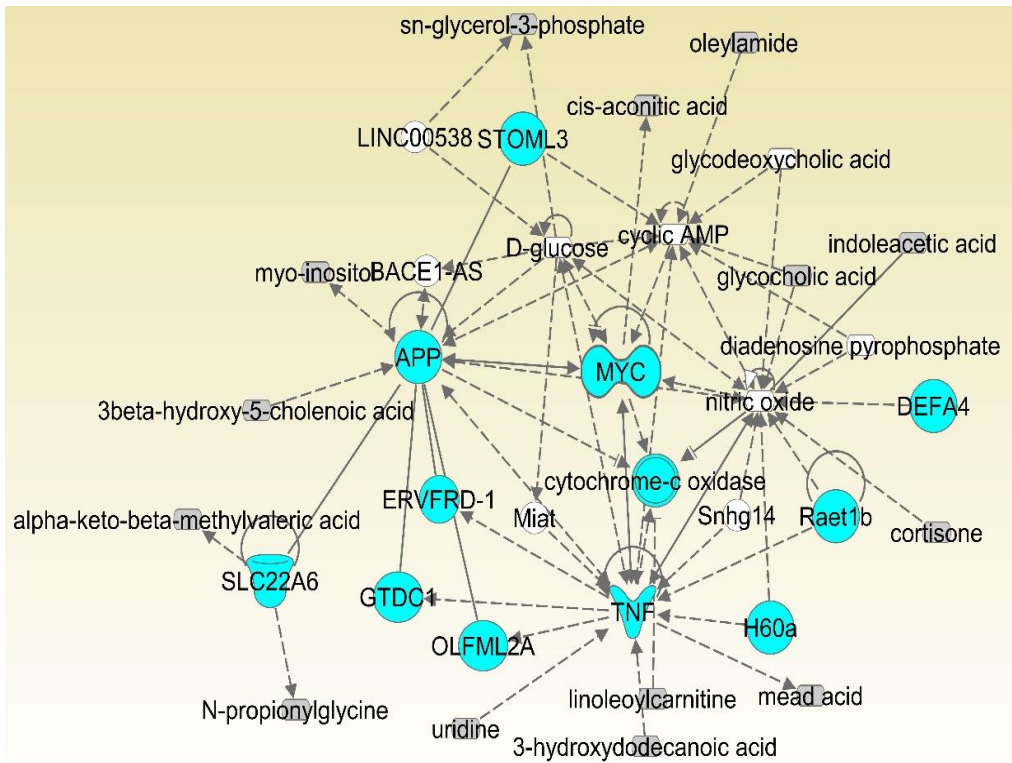 sn-glycerol-3-phosphate
oleylamide
cis-aconitic acid
LINC00538
STOML3
glycodeoxycholic acid
D-glucose
cyclic AMP
indoleacetic acid
myo-inositol
BACE1-AS
glycocholic acid
APP
MYC
diadenosine pyrophosphate
3beta-hydroxy-5-cholenoic acid
nitric oxide
DEFA4
cytochrome-c oxidase
ERVFRD-1
alpha-keto-beta-methylvaleric acid
Miat
Snhg14
Raet1b
cortisone
SLC22A6
GTDC1
TNF
H60a
OLFML2A
N-propionylglycine
uridine
linoleoylcarnitine
mead acid
3-hydroxydodecanoic acid